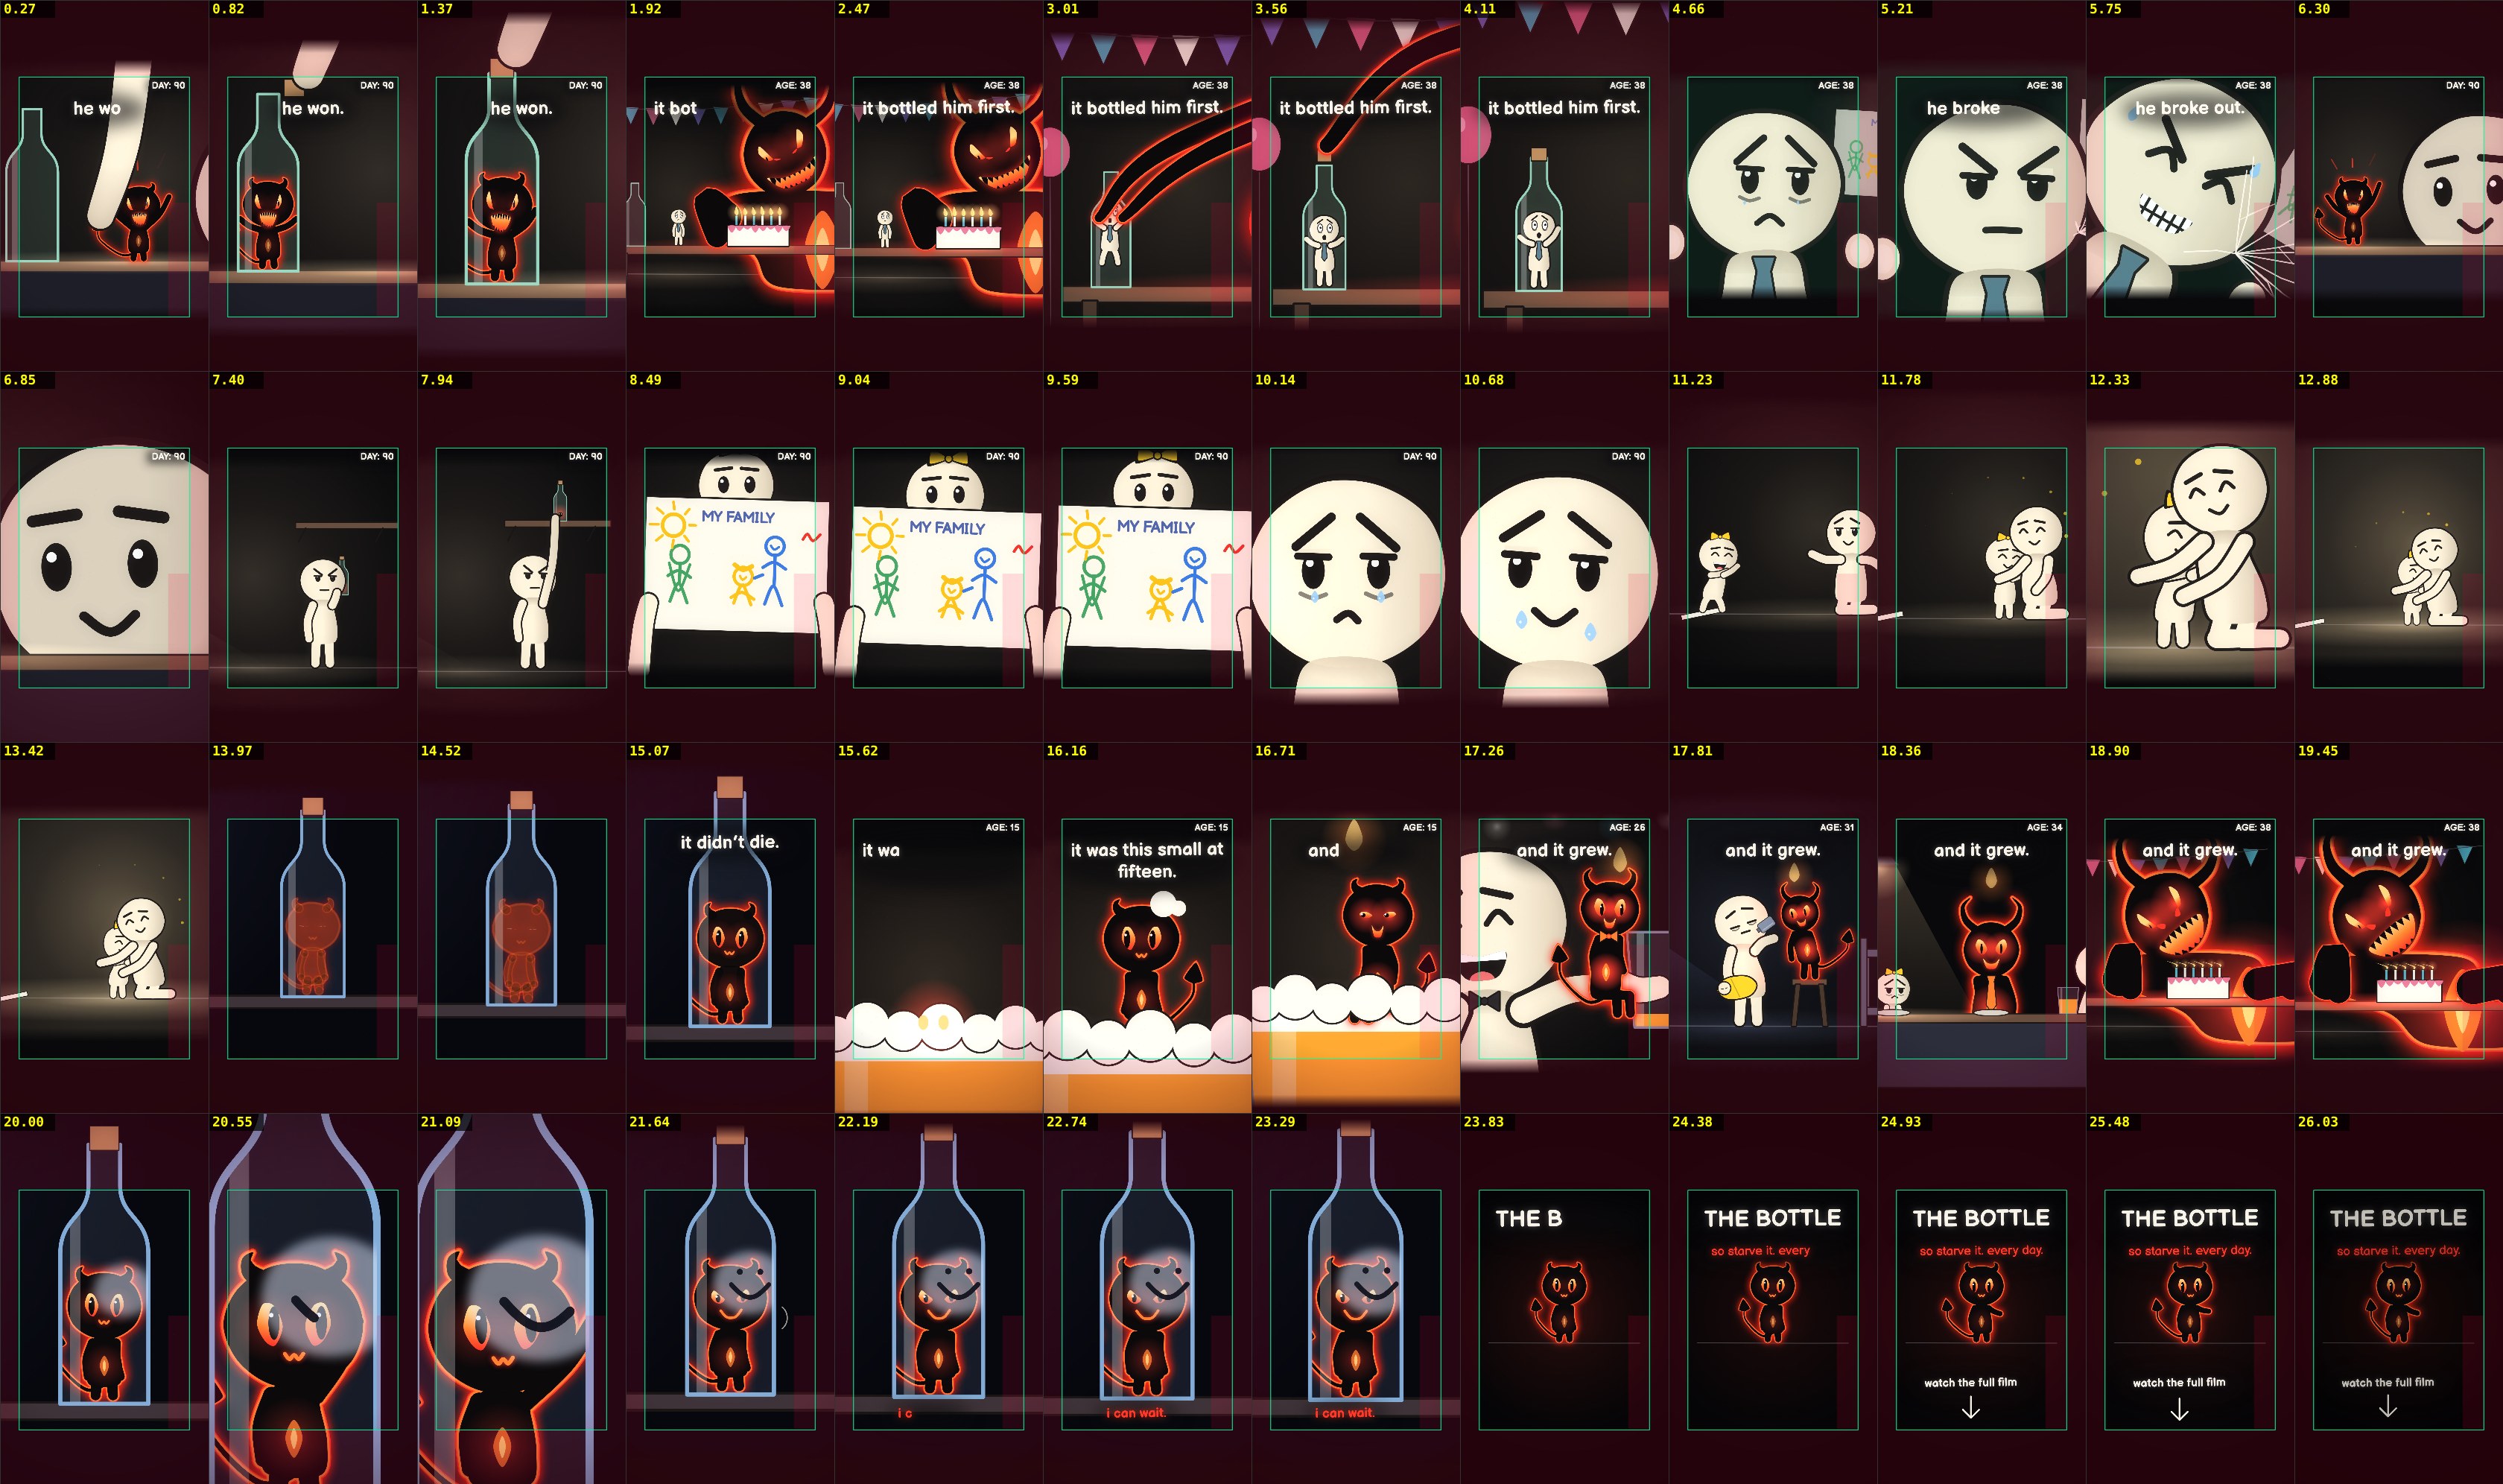 0.27
DAY: 90
he wo
0.82
DAY: 90
he won.
1.37
DAY: 90
he won.
1.92
AGE: 38
it bot
2.47
AGE: 38
it bottled him first.
3.01
AGE: 38
it bottled him first.
3.56
AGE: 38
it bottled him first.
4.11
AGE: 38
it bottled him first.
4.66
AGE: 38
5.21
AGE: 38
he broke
5.75
AGE: 38
he broke out.
6.30
DAY: 90
6.85
DAY: 90
7.40
DAY: 90
7.94
DAY: 90
8.49
DAY: 90
MY FAMILY
9.04
DAY: 90
MY FAMILY
9.59
DAY: 90
MY FAMILY
10.14
DAY: 90
10.68
DAY: 90
11.23
11.78
12.33
12.88
13.42
13.97
14.52
15.07
it didn't die.
15.62
AGE: 15
it wa
16.16
AGE: 15
it was this small at
fifteen.
16.71
AGE: 15
and
17.26
AGE: 26
and it grew.
17.81
AGE: 31
and it grew.
18.36
AGE: 34
and it grew.
18.90
AGE: 38
and it grew.
19.45
AGE: 38
and it grew.
20.00
20.55
21.09
21.64
22.19
i c
22.74
i can wait.
23.29
i can wait.
23.83
THE B
24.38
THE BOTTLE
so starve it. every
24.93
THE BOTTLE
so starve it. every day.
watch the full film
25.48
THE BOTTLE
so starve it. every day.
watch the full film
26.03
THE BOTTLE
so starve it. every day.
watch the full film